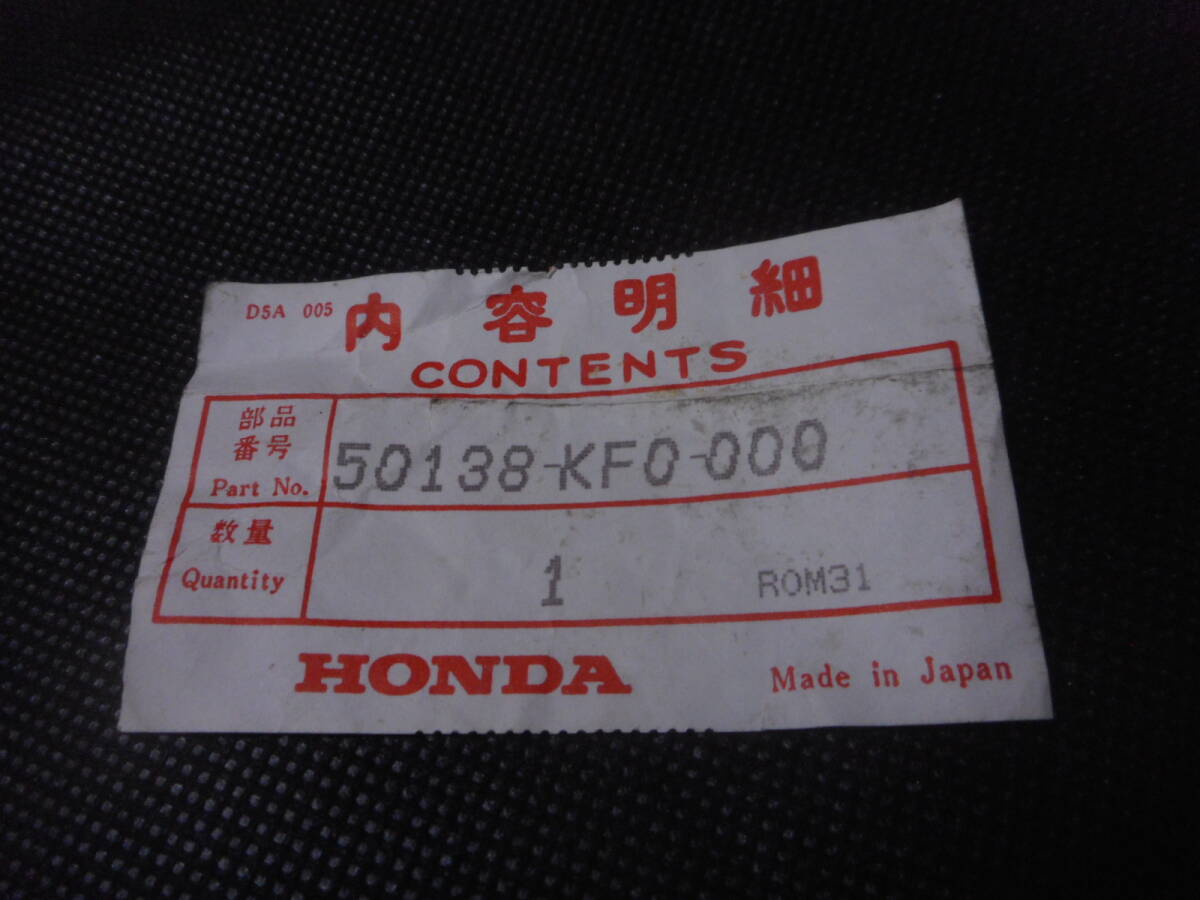 D5A 005
内容明細
CONTENTS
部品
番号
Part No.
50138-KF0-000
数量
Quantity
1
ROM31
HONDA
Made in Japan